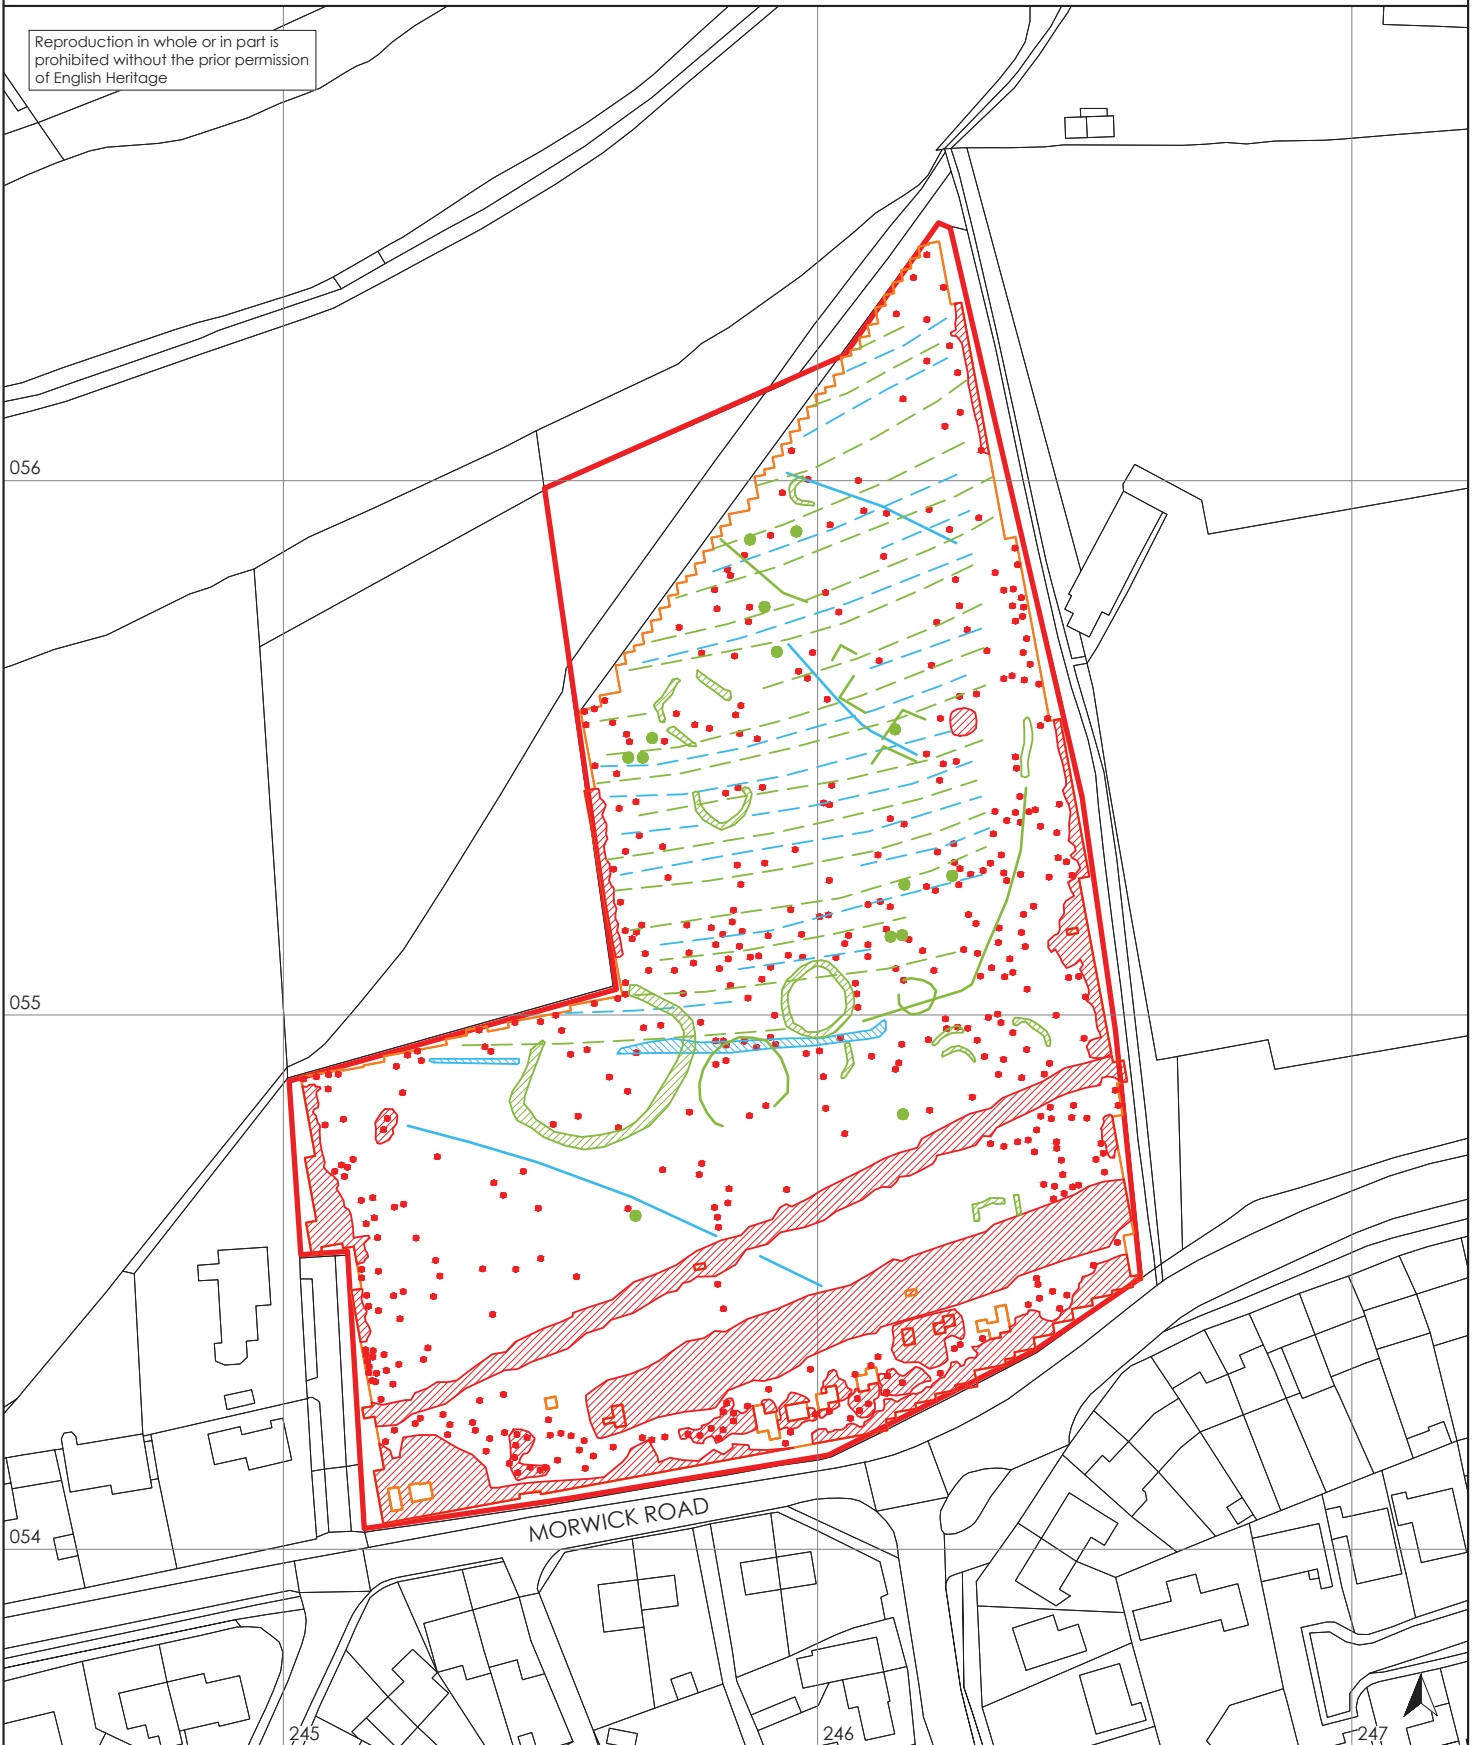 Reproduction in whole or in part is
prohibited without the prior permission
of English Heritage
056
055
054
MORWICK ROAD
245
246
247